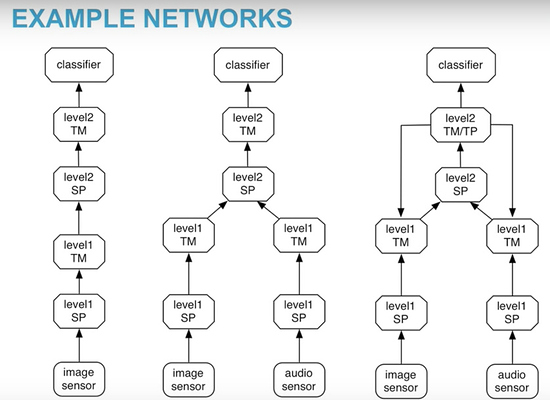 EXAMPLE NETWORKS
classifier
level2
TM
level2
SP
level1
TM
level1
SP
image
sensor
classifier
level2
TM
level2
SP
level1
TM
level1
TM
level1
SP
level1
SP
image
sensor
audio
sensor
classifier
level2
TM/TP
level2
SP
level1
TM
level1
TM
level1
SP
level1
SP
image
sensor
audio
sensor